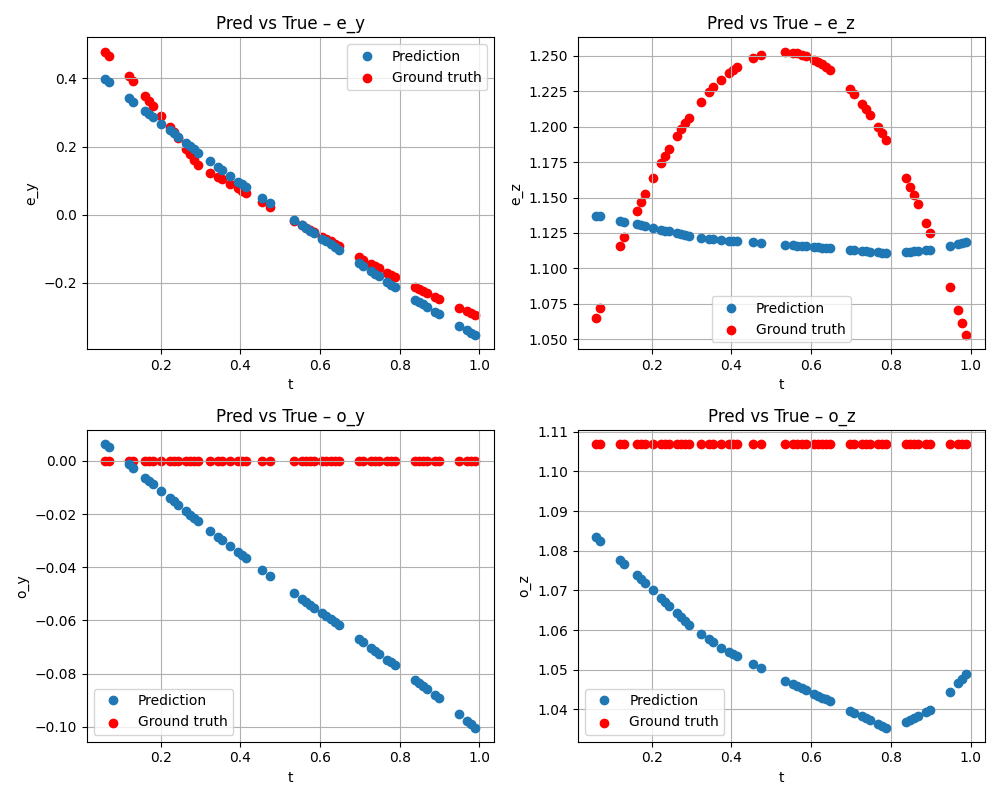 Pred vs True – e_y
0.4
0.2
0.0
−0.2
e_y
Prediction
Ground truth
0.2
0.4
0.6
0.8
1.0
t
Pred vs True – e_z
1.250
1.225
1.200
1.175
1.150
1.125
1.100
1.075
1.050
e_z
Prediction
Ground truth
0.2
0.4
0.6
0.8
1.0
t
Pred vs True – o_y
0.00
−0.02
−0.04
−0.06
−0.08
−0.10
o_y
Prediction
Ground truth
0.2
0.4
0.6
0.8
1.0
t
Pred vs True – o_z
1.11
1.10
1.09
1.08
1.07
1.06
1.05
1.04
o_z
Prediction
Ground truth
0.2
0.4
0.6
0.8
1.0
t